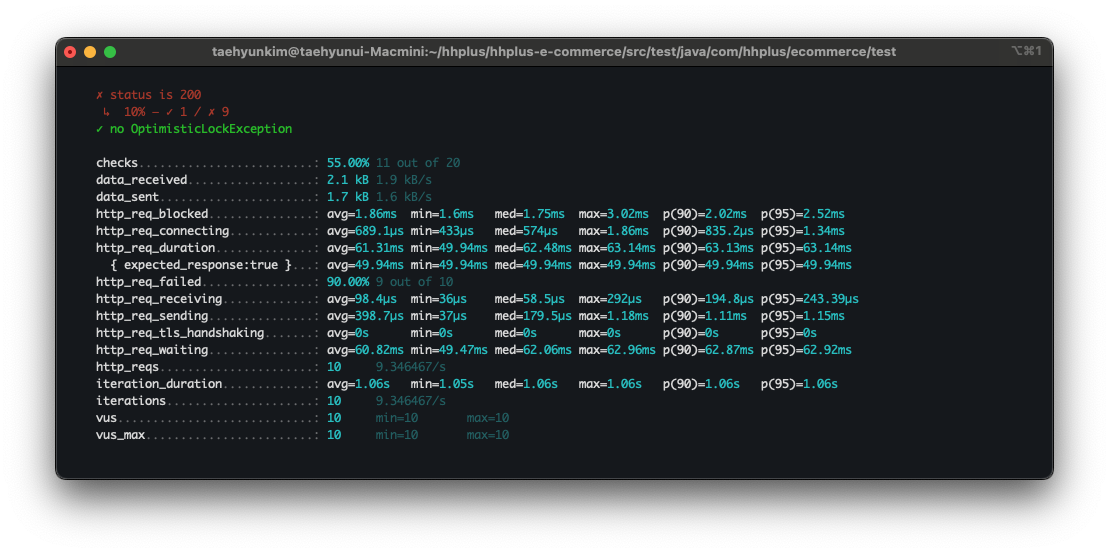 taehyunkim@taehyunui-Macmini:~/hhplus/hhplus-e-commerce/src/test/java/com/hhplus/ecommerce/test ⌥⌘1
✗ status is 200
↳ 10% — ✓ 1 / ✗ 9
✓ no OptimisticLockException
checks.........................: 55.00% 11 out of 20
data_received..................: 2.1 kB 1.9 kB/s
data_sent......................: 1.7 kB 1.6 kB/s
http_req_blocked...............: avg=1.86ms min=1.6ms med=1.75ms max=3.02ms p(90)=2.02ms p(95)=2.52ms
http_req_connecting............: avg=689.1µs min=433µs med=574µs max=1.86ms p(90)=835.2µs p(95)=1.34ms
http_req_duration..............: avg=61.31ms min=49.94ms med=62.48ms max=63.14ms p(90)=63.13ms p(95)=63.14ms
{ expected_response:true }...: avg=49.94ms min=49.94ms med=49.94ms max=49.94ms p(90)=49.94ms p(95)=49.94ms
http_req_failed................: 90.00% 9 out of 10
http_req_receiving.............: avg=98.4µs min=36µs med=58.5µs max=292µs p(90)=194.8µs p(95)=243.39µs
http_req_sending...............: avg=398.7µs min=37µs med=179.5µs max=1.18ms p(90)=1.11ms p(95)=1.15ms
http_req_tls_handshaking.......: avg=0s min=0s med=0s max=0s p(90)=0s p(95)=0s
http_req_waiting...............: avg=60.82ms min=49.47ms med=62.06ms max=62.96ms p(90)=62.87ms p(95)=62.92ms
http_reqs......................: 10 9.346467/s
iteration_duration.............: avg=1.06s min=1.05s med=1.06s max=1.06s p(90)=1.06s p(95)=1.06s
iterations.....................: 10 9.346467/s
vus............................: 10 min=10 max=10
vus_max........................: 10 min=10 max=10